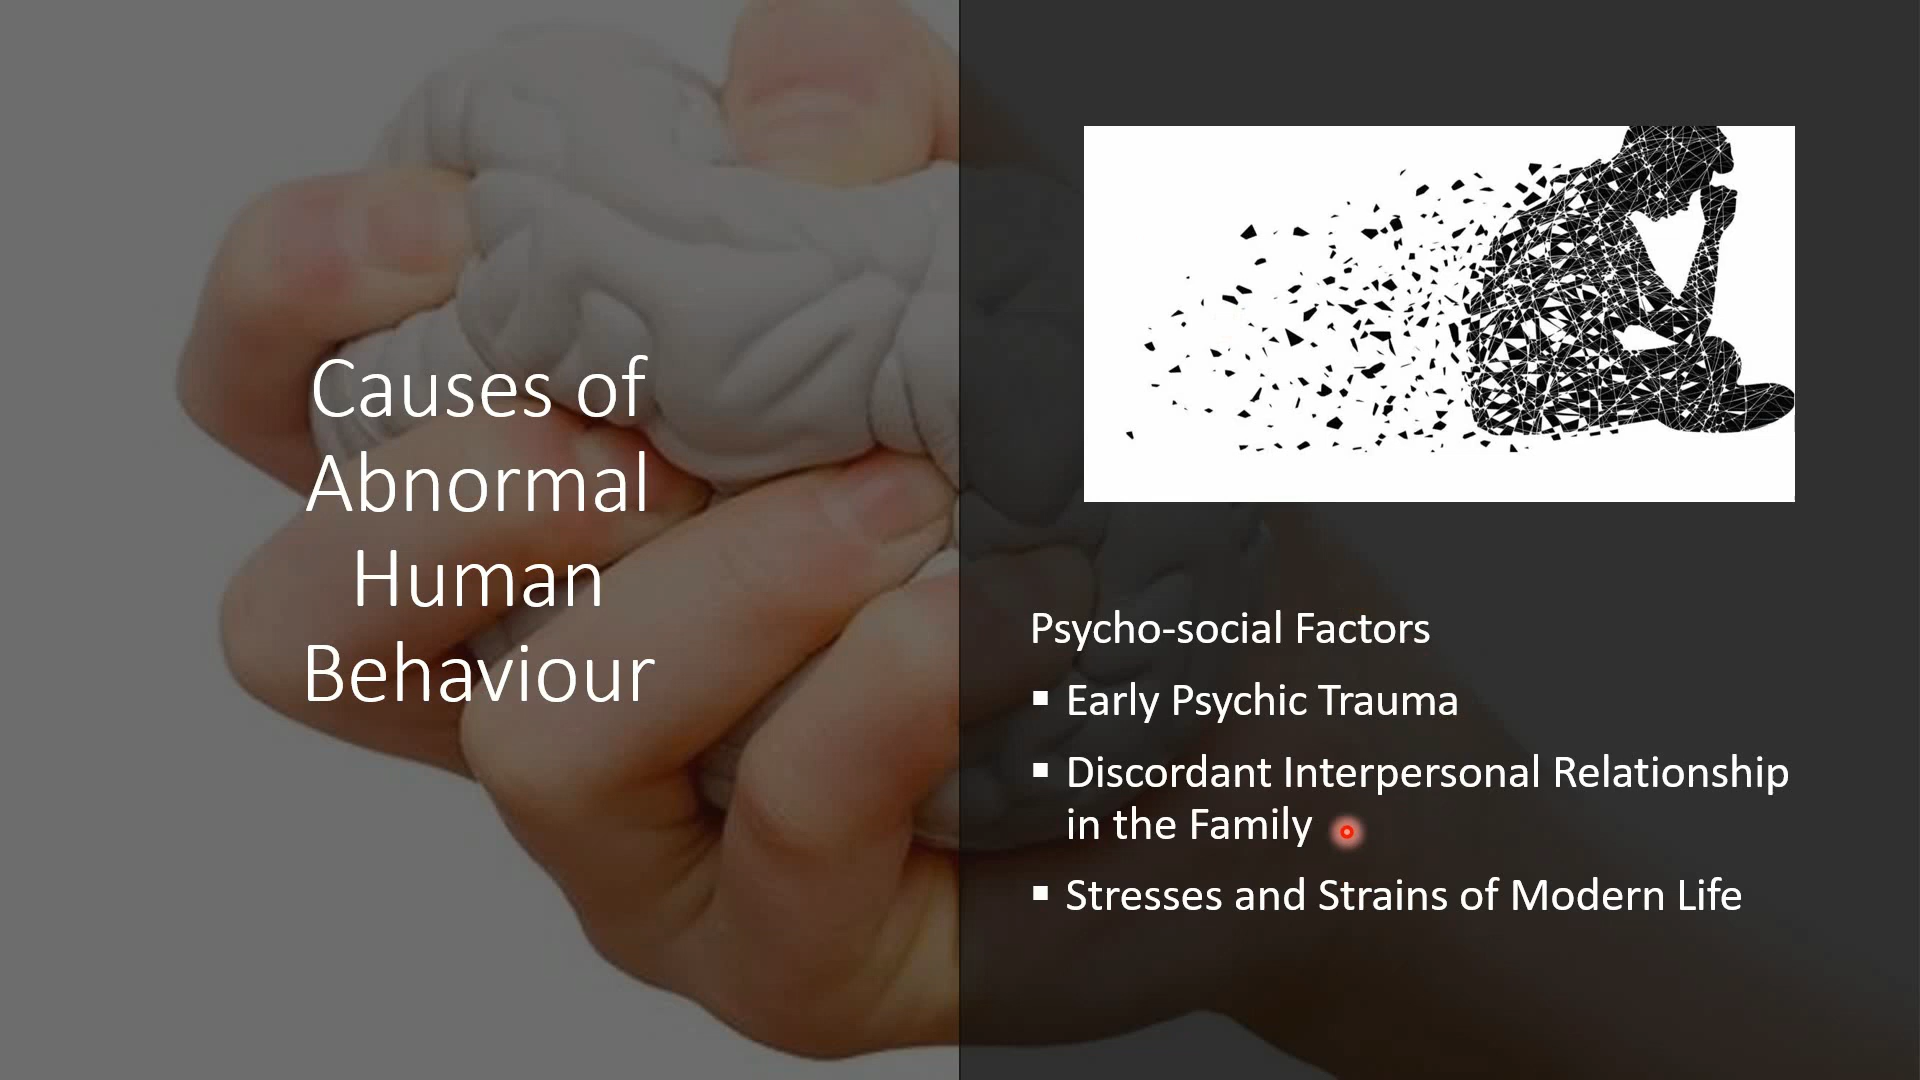 Causes of
Abnormal
Human
Behaviour
Psycho-social Factors
▪ Early Psychic Trauma
▪ Discordant Interpersonal Relationship
in the Family
▪ Stresses and Strains of Modern Life